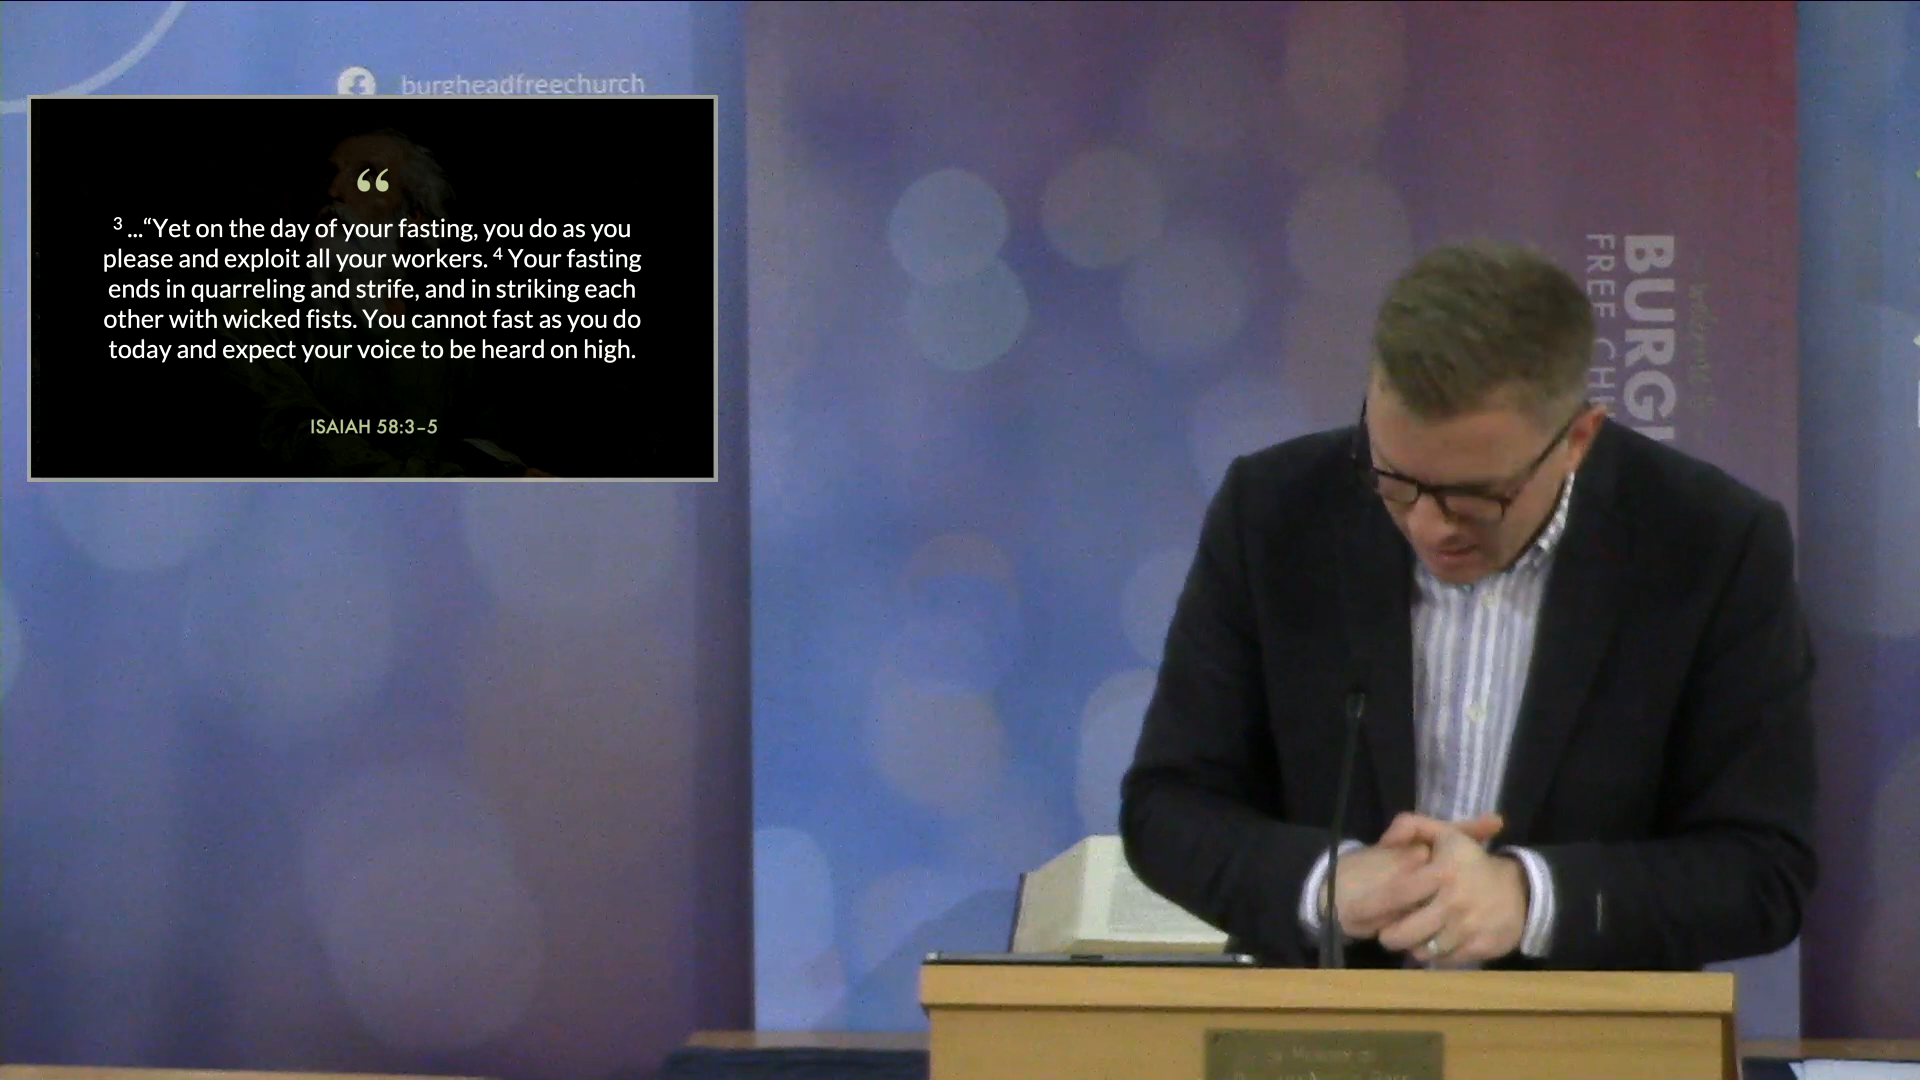 burgheadfreechurch
“
3 ...“Yet on the day of your fasting, you do as you
please and exploit all your workers. 4 Your fasting
ends in quarreling and strife, and in striking each
other with wicked fists. You cannot fast as you do
today and expect your voice to be heard on high.
ISAIAH 58:3–5
BURGH
FREE CHU